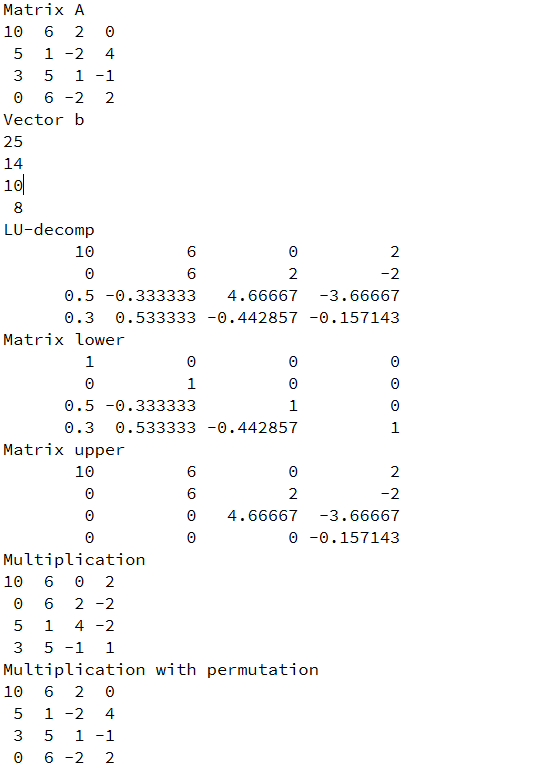 Matrix A
10  6  2  0
 5  1 -2  4
 3  5  1 -1
 0  6 -2  2
Vector b
25
14
10
 8
LU-decomp
        10         6         0         2
         0         6         2        -2
       0.5 -0.333333   4.66667  -3.66667
       0.3  0.533333 -0.442857 -0.157143
Matrix lower
         1         0         0         0
         0         1         0         0
       0.5 -0.333333         1         0
       0.3  0.533333 -0.442857         1
Matrix upper
        10         6         0         2
         0         6         2        -2
         0         0   4.66667  -3.66667
         0         0         0 -0.157143
Multiplication
10  6  0  2
 0  6  2 -2
 5  1  4 -2
 3  5 -1  1
Multiplication with permutation
10  6  2  0
 5  1 -2  4
 3  5  1 -1
 0  6 -2  2